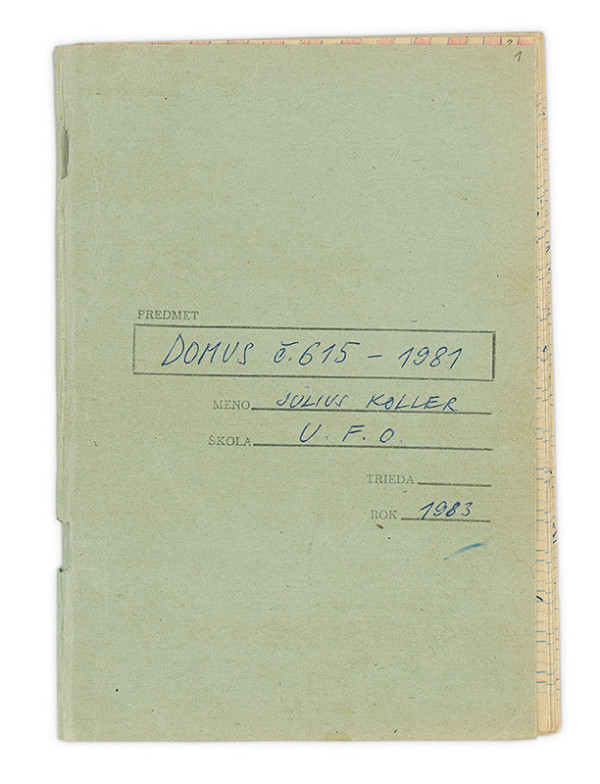 1
PREDMET
DOMUS č. 615 – 1981
MENO JÚLIUS KOLLER
ŠKOLA U.F.O.
TRIEDA
ROK 1983